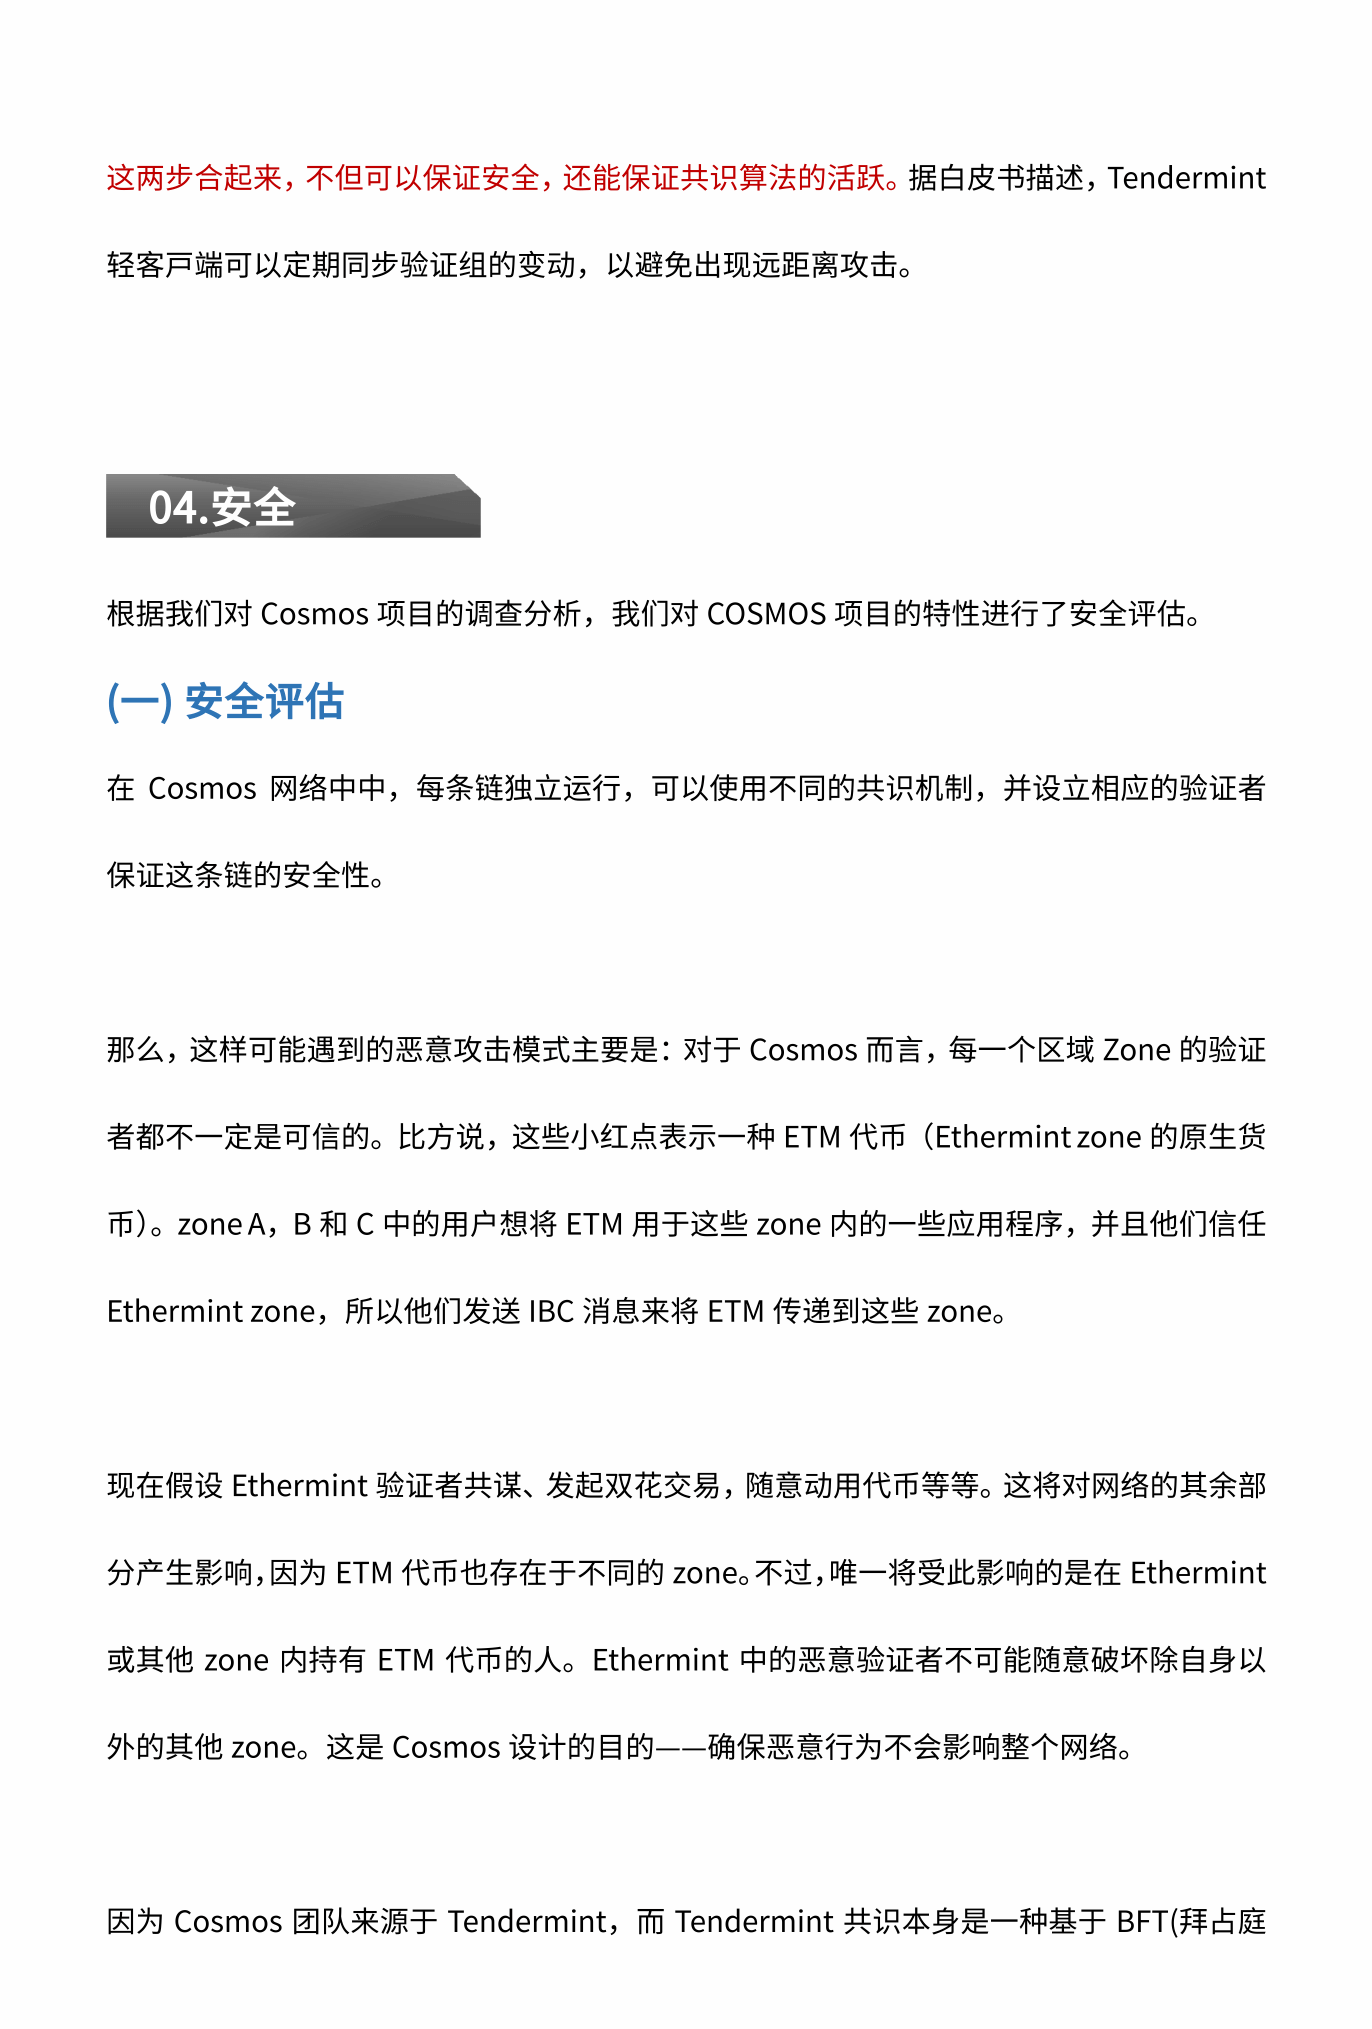 这两步合起来，不但可以保证安全，还能保证共识算法的活跃。据白皮书描述，Tendermint
轻客戸端可以定期同步验证组的变动，以避免出现远距离攻击。
04.安全
根据我们对 Cosmos 项目的调查分析，我们对 COSMOS 项目的特性进行了安全评估。
(一) 安全评估
在 Cosmos 网络中中，每条链独立运行，可以使用不同的共识机制，并设立相应的验证者
保证这条链的安全性。
那么，这样可能遇到的恶意攻击模式主要是：对于 Cosmos 而言，每一个区域 Zone 的验证
者都不一定是可信的。比方说，这些小红点表示一种 ETM 代币（Ethermint zone 的原生货
币）。zone A，B 和 C 中的用户想将 ETM 用于这些 zone 内的一些应用程序，并且他们信任
Ethermint zone，所以他们发送 IBC 消息来将 ETM 传递到这些 zone。
现在假设 Ethermint 验证者共谋、发起双花交易，随意动用代币等等。这将对网络的其余部
分产生影响，因为 ETM 代币也存在于不同的 zone。不过，唯一将受此影响的是在 Ethermint
或其他 zone 内持有 ETM 代币的人。Ethermint 中的恶意验证者不可能随意破坏除自身以
外的其他 zone。这是 Cosmos 设计的目的——确保恶意行为不会影响整个网络。
因为 Cosmos 团队来源于 Tendermint，而 Tendermint 共识本身是一种基于 BFT(拜占庭